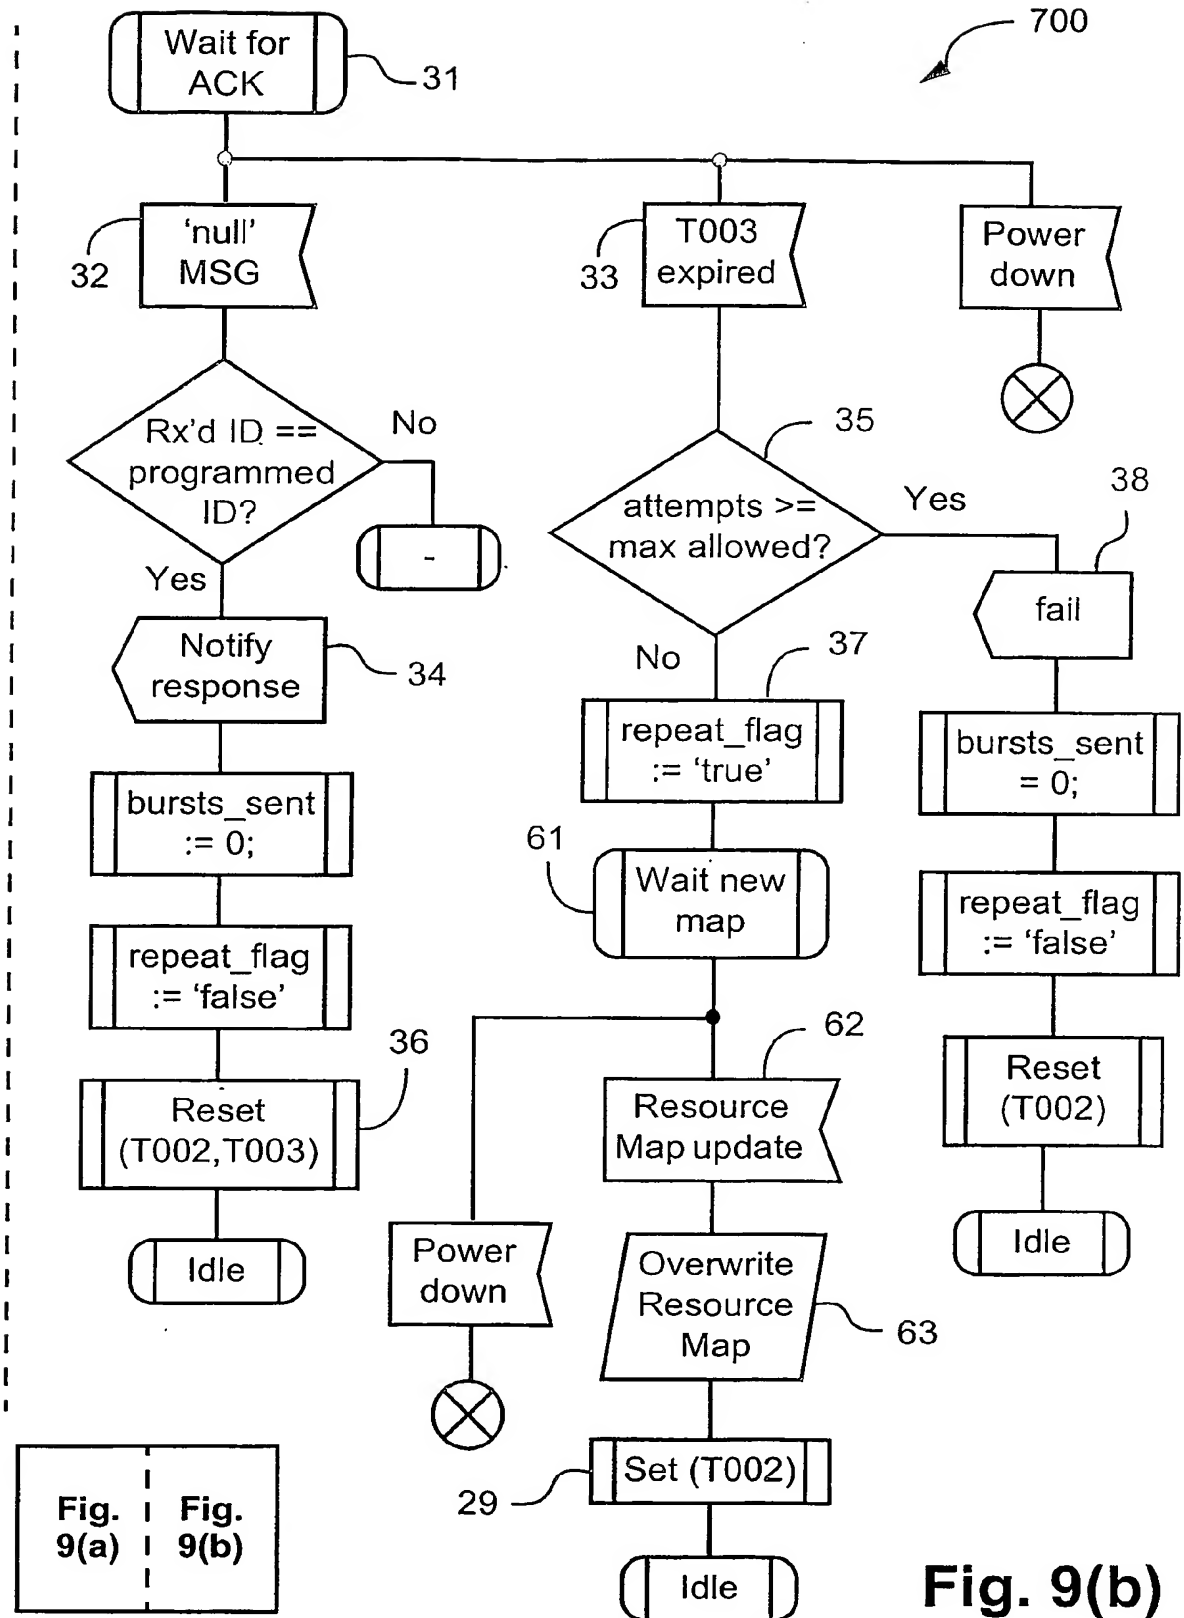 700
Wait for
ACK
31
'null'
MSG
32
T003
expired
33
Power
down
Rx'd ID ==
programmed
ID?
No
-
Yes
35
attempts >=
max allowed?
Yes
38
fail
No
37
Notify
response
34
repeat_flag
:= 'true'
bursts_sent
= 0;
bursts_sent
:= 0;
61
Wait new
map
repeat_flag
:= 'false'
repeat_flag
:= 'false'
62
36
Reset
(T002,T003)
Resource
Map update
Reset
(T002)
Idle
Power
down
Overwrite
Resource
Map
63
Idle
Set (T002)
29
Idle
Fig.
9(a)
Fig.
9(b)
Fig. 9(b)